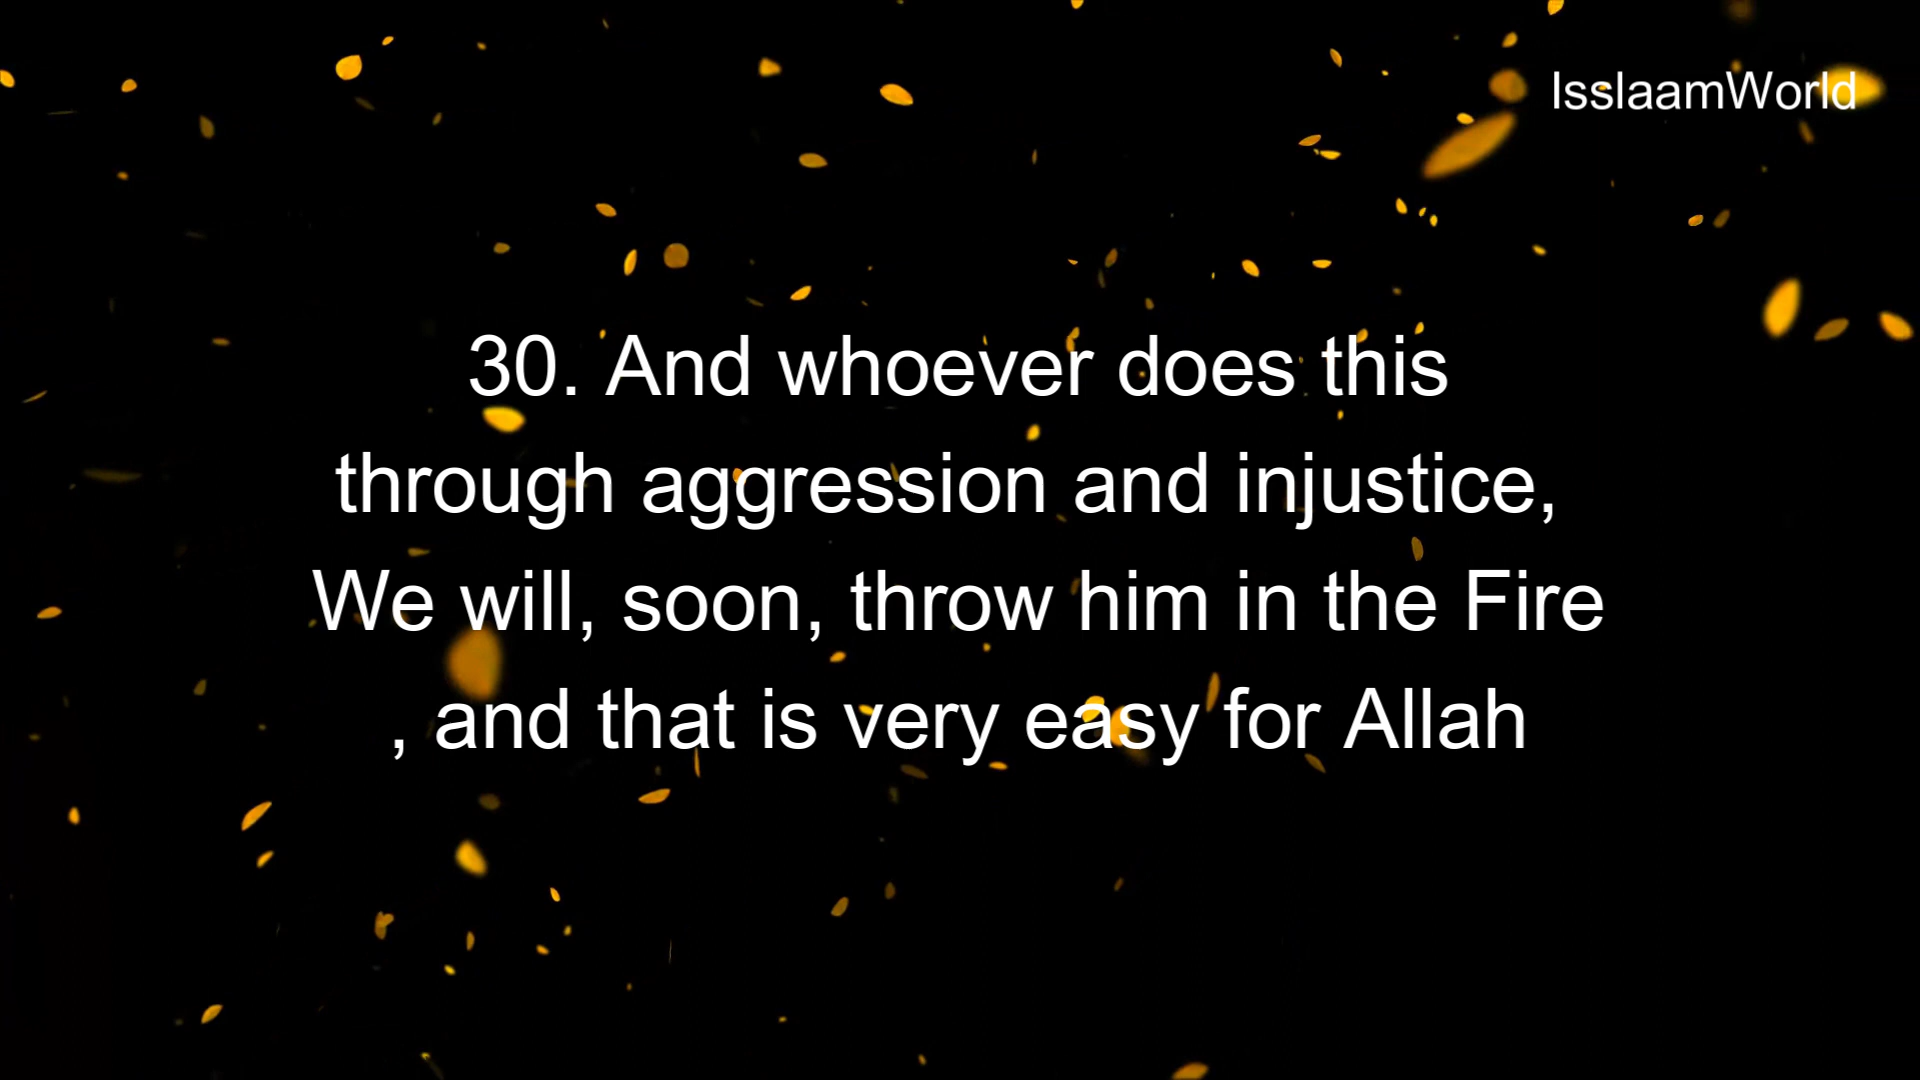 IsslaamWorld
30. And whoever does this
through aggression and injustice,
We will, soon, throw him in the Fire
, and that is very easy for Allah